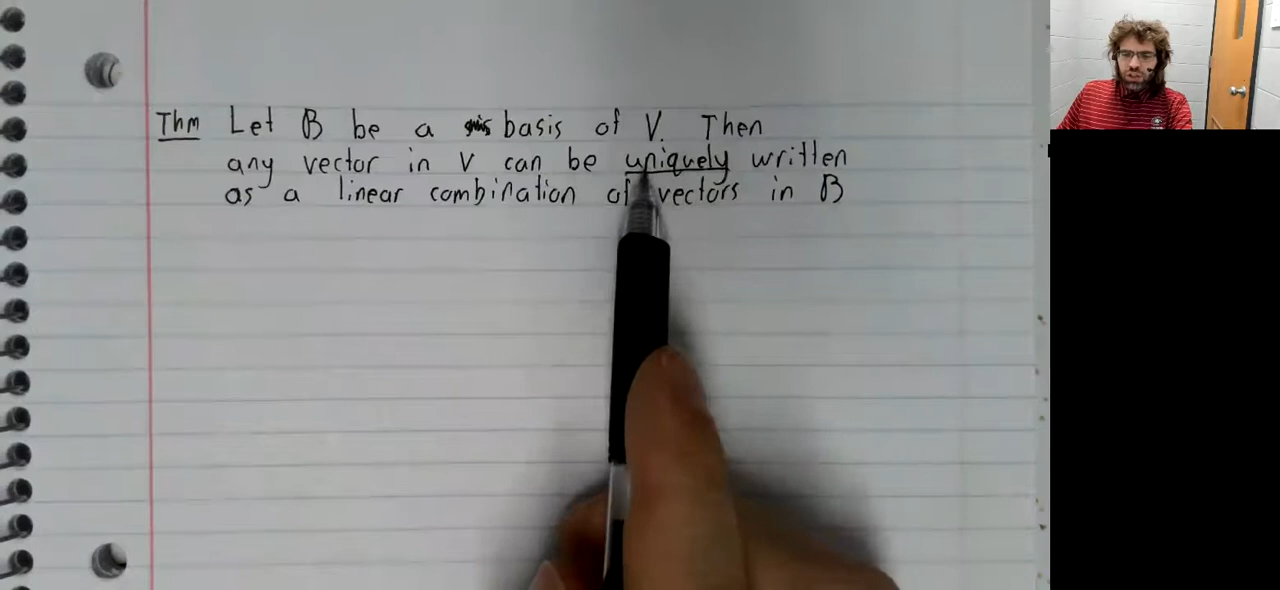 Thm Let B be a basis of V. Then
any vector in V can be uniquely written
as a linear combination of vectors in B